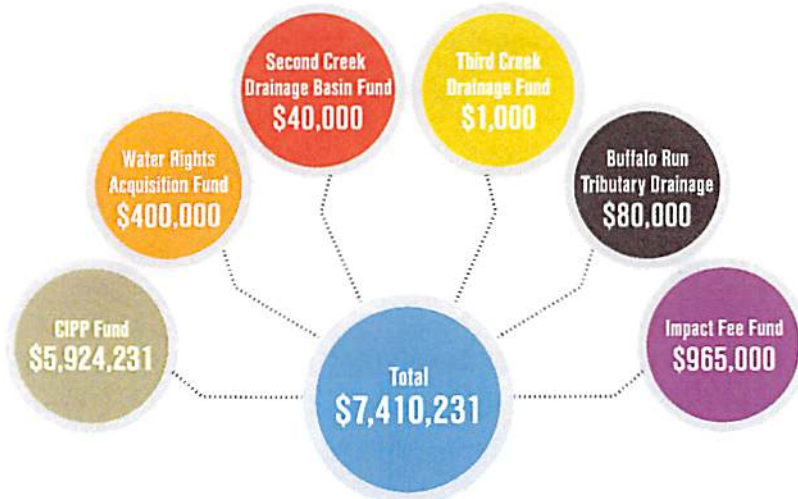 Second Creek
Drainage Basin Fund
$40,000
Third Creek
Drainage Fund
$1,000
Water Rights
Acquisition Fund
$400,000
Buffalo Run
Tributary Drainage
$80,000
CIPP Fund
$5,924,231
Impact Fee Fund
$965,000
Total
$7,410,231